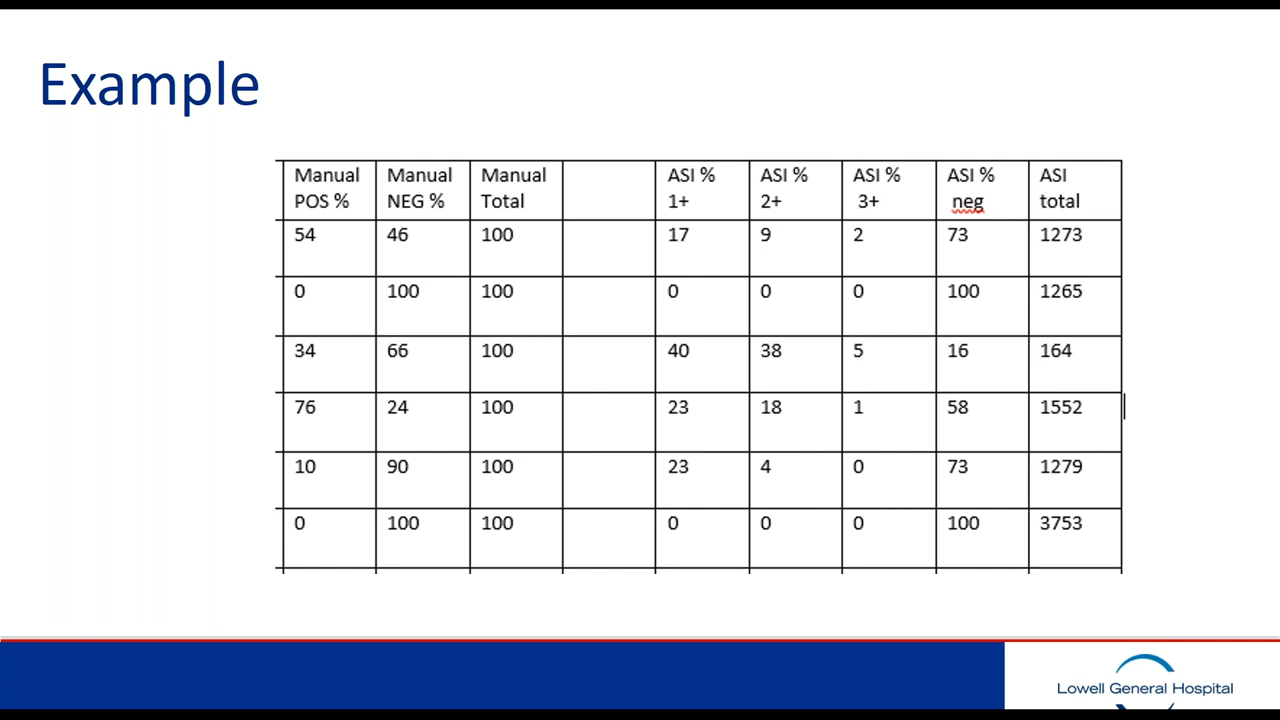 Example
Manual POS % Manual NEG % Manual Total ASI % 1+ ASI % 2+ ASI % 3+ ASI % neg ASI total
54 46 100 17 9 2 73 1273
0 100 100 0 0 0 100 1265
34 66 100 40 38 5 16 164
76 24 100 23 18 1 58 1552
10 90 100 23 4 0 73 1279
0 100 100 0 0 0 100 3753
Lowell General Hospital